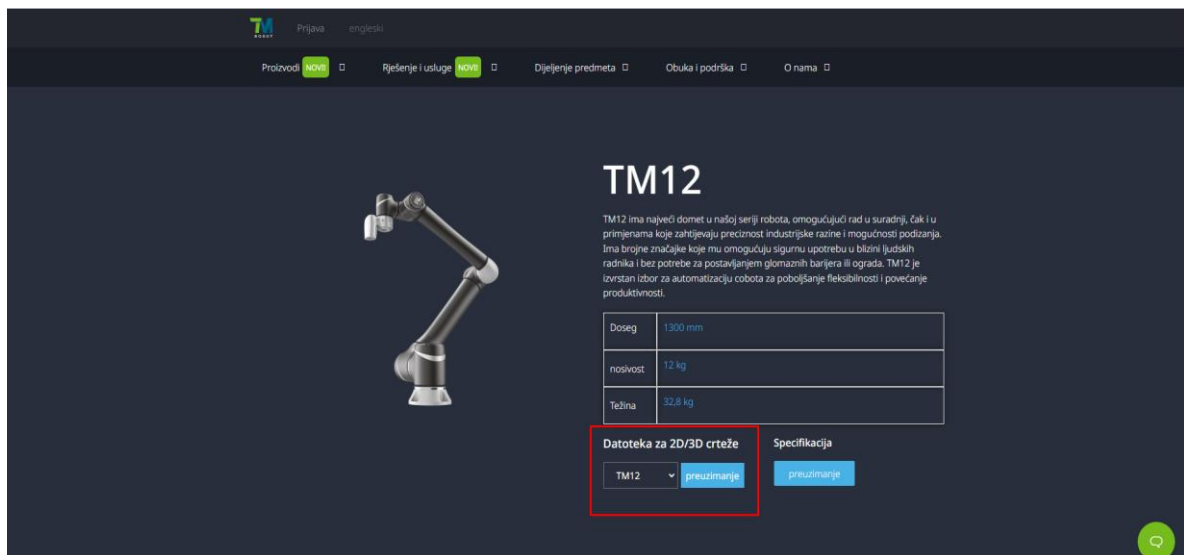 TM
ROBOT
Prijava engleski
Proizvodi NOVI! Rješenje i usluge NOVI! Dijeljenje predmeta Obuka i podrška O nama
TM12
TM12 ima najveći domet u našoj seriji robota, omogućujući rad u suradnji, čak i u
primjenama koje zahtijevaju preciznost industrijske razine i mogućnosti podizanja.
Ima brojne značajke koje mu omogućuju sigurnu upotrebu u blizini ljudskih
radnika i bez potrebe za postavljanjem glomaznih barijera ili ograda. TM12 je
izvrstan izbor za automatizaciju cobota za poboljšanje fleksibilnosti i povećanje
produktivnosti.
Doseg 1300 mm
nosivost 12 kg
Težina 32,8 kg
Datoteka za 2D/3D crteže Specifikacija
TM12 preuzimanje preuzimanje